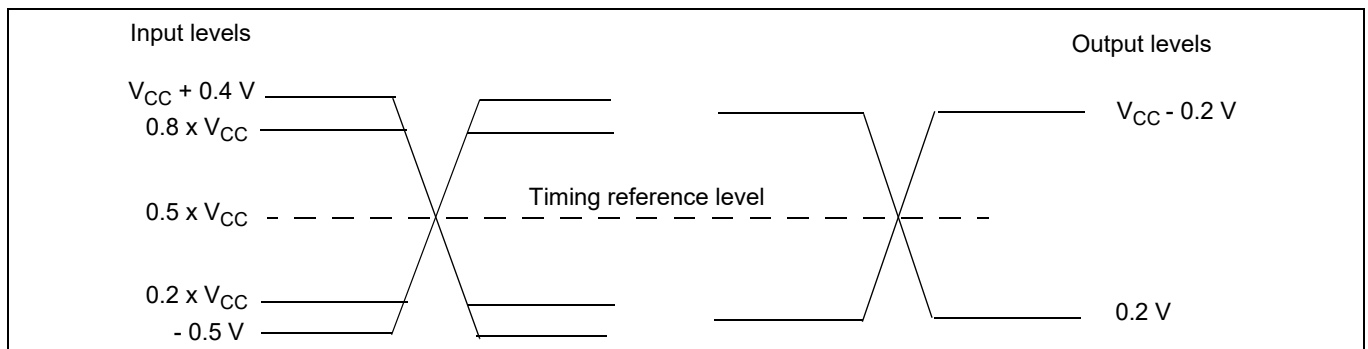 Input levels
Output levels
V_CC + 0.4 V
V_CC - 0.2 V
0.8 x V_CC
Timing reference level
0.5 x V_CC
0.2 x V_CC
0.2 V
- 0.5 V